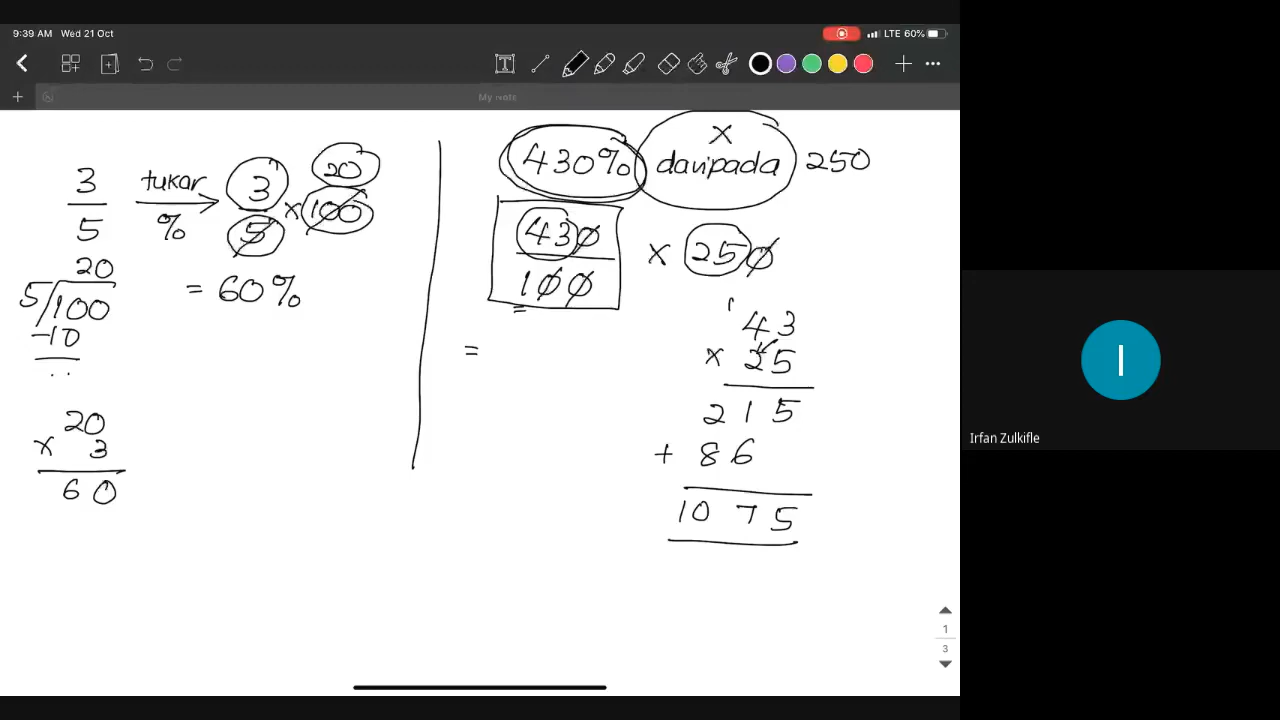 9:39 AM Wed 21 Oct
LTE 60%
T
My note
3/5 tukar % → 3/5 × 100 20
= 60%
20
5/100
-10
20
× 3
60
430% × daripada 250
430/100 × 250
=
1
43
× 25
215
+ 86
1075
1
3
I
Irfan Zulkifle